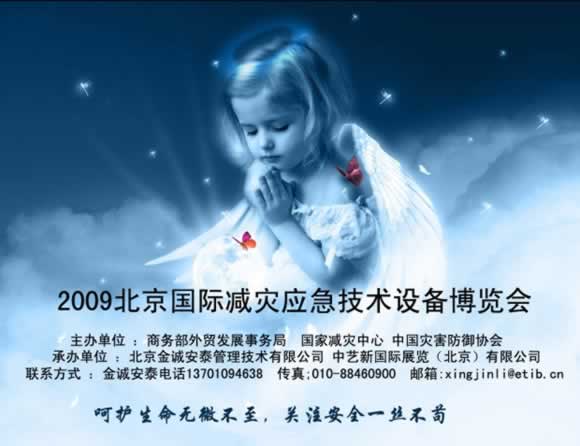 2009北京国际减灾应急技术设备博览会
主办单位：商务部外贸发展事务局 国家减灾中心 中国灾害防御协会
承办单位：北京金诚安泰管理技术有限公司 中艺新国际展览（北京）有限公司
联系方式：金诚安泰电话13701094638 传真;010-88460900 邮箱:xingjinli@etib.cn
呵护生命无微不至，关注安全一丝不苟